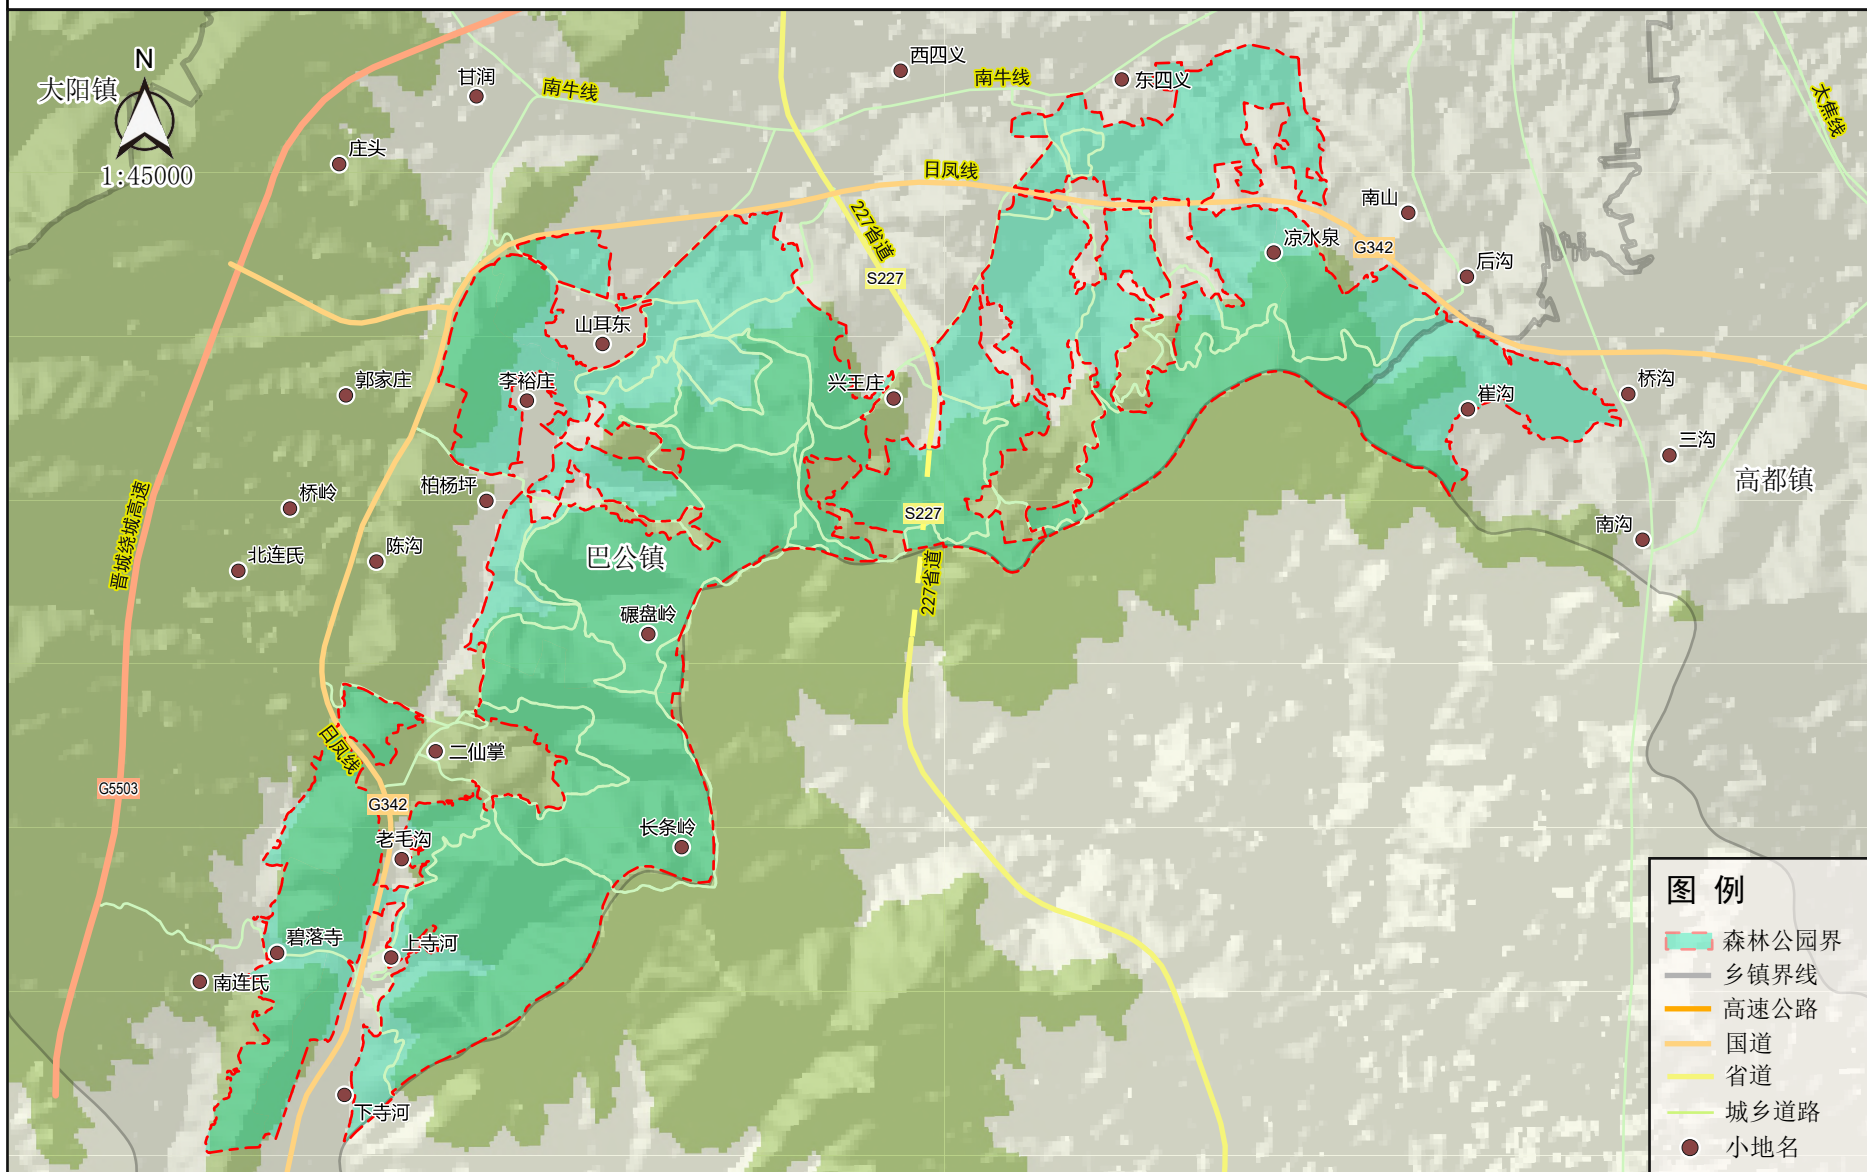 N
大阳镇
1:45000
甘润
南牛线
西四义
南牛线
东四义
太焦线
庄头
日凤线
227省道
S227
南山
凉水泉
G342
后沟
山耳东
郭家庄
李裕庄
兴王庄
崔沟
桥沟
三沟
高都镇
晋城绕城高速
桥岭
柏杨坪
S227
南沟
北连氏
陈沟
巴公镇
227省道
碾盘岭
日凤线
二仙掌
G5503
G342
老毛沟
长条岭
碧落寺
上寺河
南连氏
下寺河
图 例
森林公园界
乡镇界线
高速公路
国道
省道
城乡道路
小地名